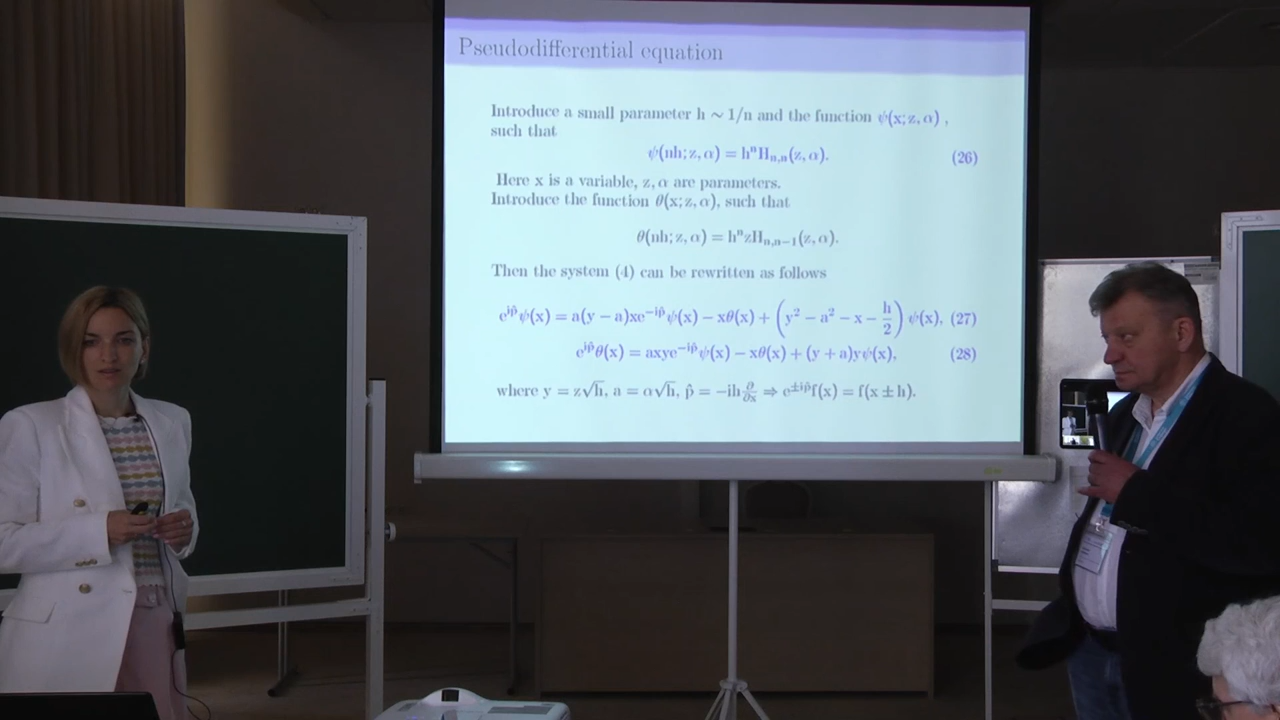 Pseudodifferential equation
Introduce a small parameter h ∼ 1/n and the function ψ(x; z, α) ,
such that
ψ(nh; z, α) = hⁿHₙ,ₙ(z, α). (26)
Here x is a variable, z, α are parameters.
Introduce the function θ(x; z, α), such that
θ(nh; z, α) = hⁿzHₙ,ₙ₋₁(z, α).
Then the system (4) can be rewritten as follows
e^{ip̂}ψ(x) = a(y − a)xe^{−ip̂}ψ(x) − xθ(x) + (y² − a² − x − h/2) ψ(x), (27)
e^{ip̂}θ(x) = axye^{−ip̂}ψ(x) − xθ(x) + (y + a)yψ(x), (28)
where y = z√h, a = α√h, p̂ = −ih ∂/∂x ⇒ e^{±ip̂}f(x) = f(x ± h).